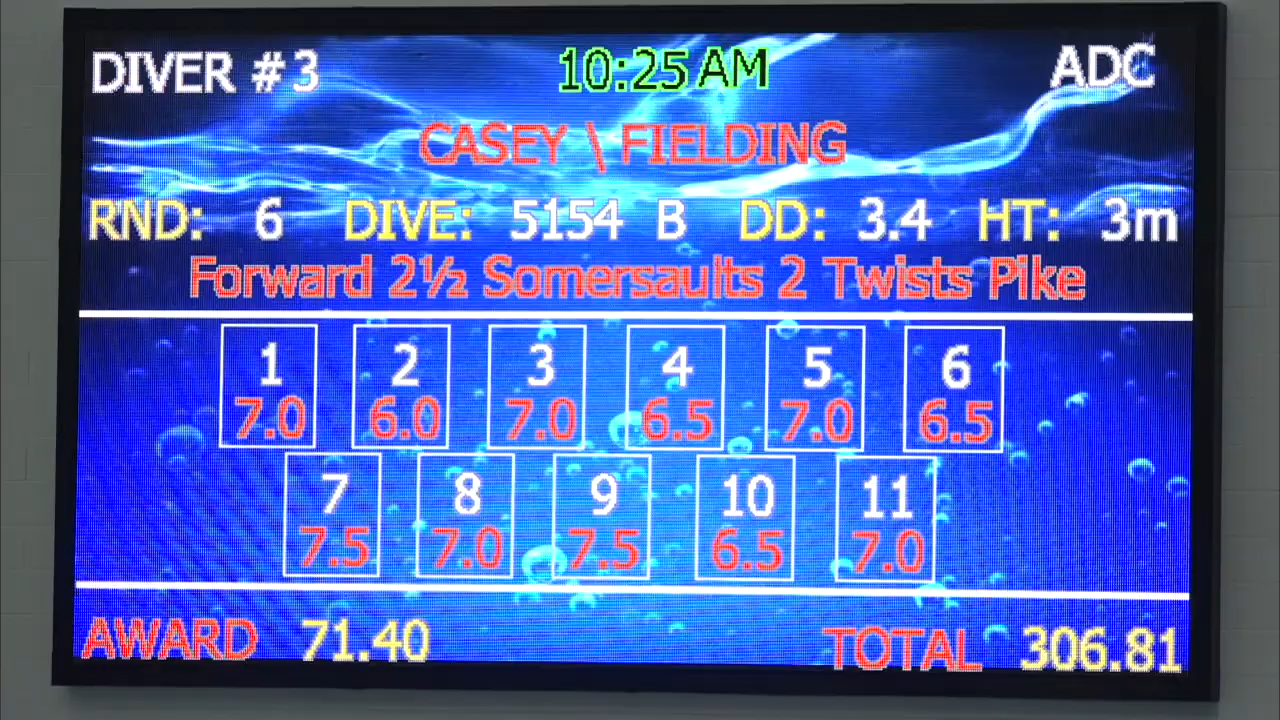 DIVER #3 10:25 AM ADC
CASEY \ FIELDING
RND: 6 DIVE: 5154 B DD: 3.4 HT: 3m
Forward 2½ Somersaults 2 Twists Pike
1 2 3 4 5 6
7.0 6.0 7.0 6.5 7.0 6.5
7 8 9 10 11
7.5 7.0 7.5 6.5 7.0
AWARD 71.40 TOTAL 306.81